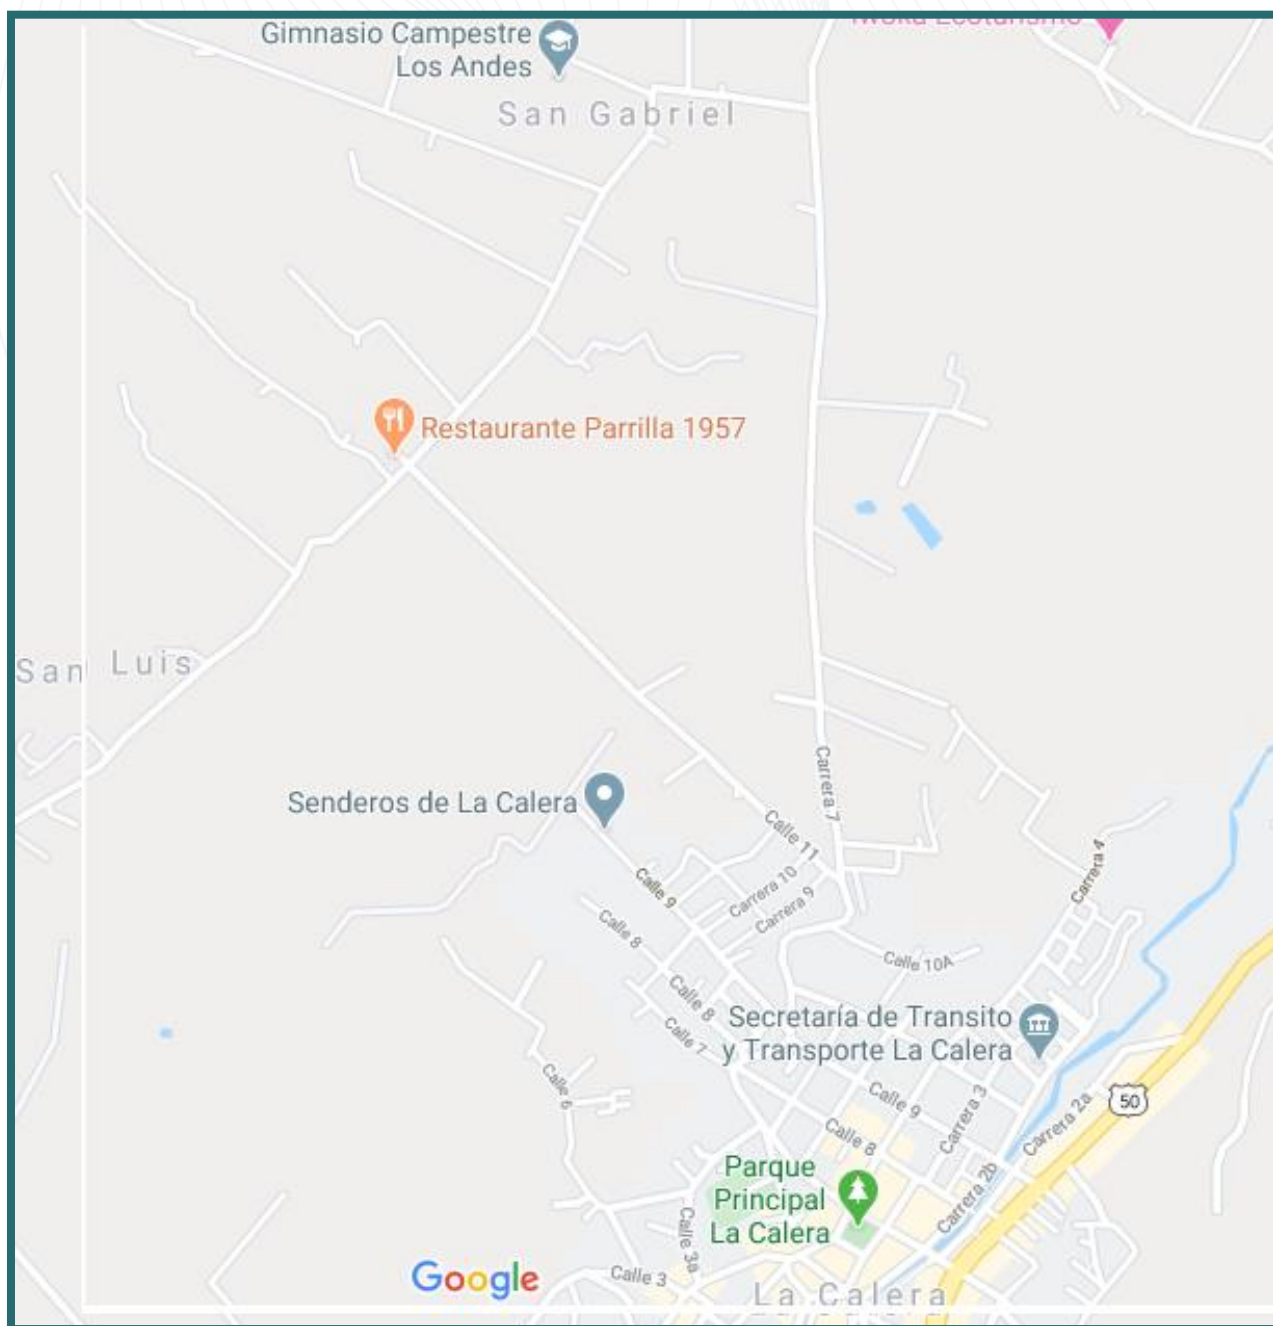 Iwoka Ecoturismo
Gimnasio Campestre
Los Andes
San Gabriel
Restaurante Parrilla 1957
San Luis
Carrera 7
Senderos de La Calera
Calle 11
Carrera 4
Calle 9
Carrera 10
Carrera 9
Calle 8
Calle 10A
Calle 8
Secretaría de Transito
y Transporte La Calera
Calle 7
Calle 6
Calle 9
Carrera 3
Carrera 2a
50
Calle 8
Parque
Principal
La Calera
Carrera 2b
Calle 3a
Calle 3
Google
La Calera